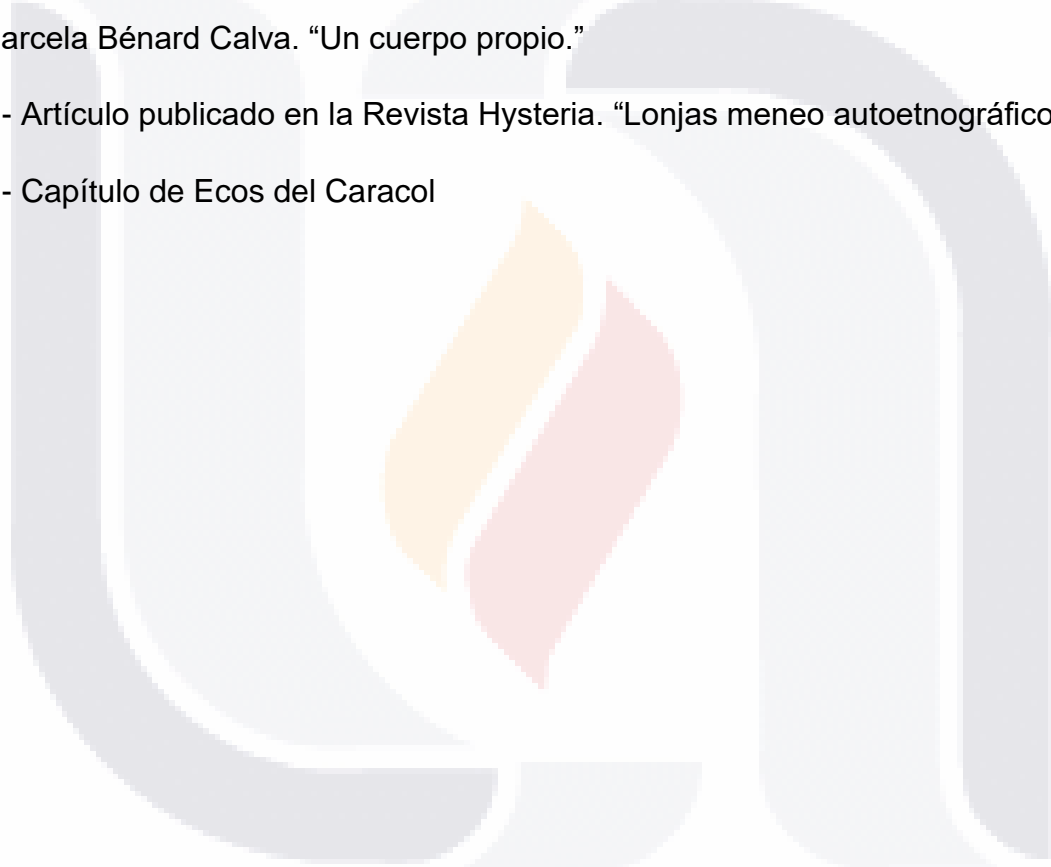 arcela Bénard Calva. “Un cuerpo propio.”
- Artículo publicado en la Revista Hysteria. “Lonjas meneo autoetnográfico
- Capítulo de Ecos del Caracol